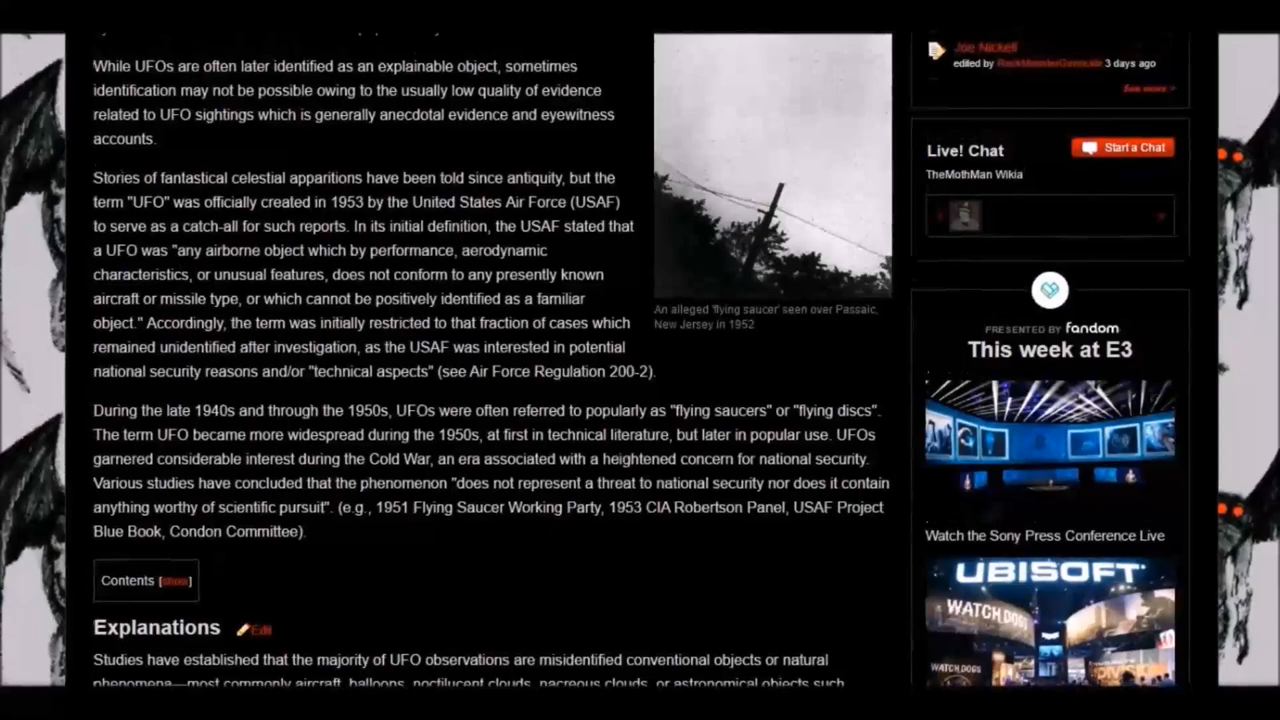 While UFOs are often later identified as an explainable object, sometimes
identification may not be possible owing to the usually low quality of evidence
related to UFO sightings which is generally anecdotal evidence and eyewitness
accounts.
Stories of fantastical celestial apparitions have been told since antiquity, but the
term "UFO" was officially created in 1953 by the United States Air Force (USAF)
to serve as a catch-all for such reports. In its initial definition, the USAF stated that
a UFO was "any airborne object which by performance, aerodynamic
characteristics, or unusual features, does not conform to any presently known
aircraft or missile type, or which cannot be positively identified as a familiar
object." Accordingly, the term was initially restricted to that fraction of cases which
remained unidentified after investigation, as the USAF was interested in potential
national security reasons and/or "technical aspects" (see Air Force Regulation 200-2).
An alleged 'flying saucer' seen over Passaic,
New Jersey in 1952
During the late 1940s and through the 1950s, UFOs were often referred to popularly as "flying saucers" or "flying discs".
The term UFO became more widespread during the 1950s, at first in technical literature, but later in popular use. UFOs
garnered considerable interest during the Cold War, an era associated with a heightened concern for national security.
Various studies have concluded that the phenomenon "does not represent a threat to national security nor does it contain
anything worthy of scientific pursuit". (e.g., 1951 Flying Saucer Working Party, 1953 CIA Robertson Panel, USAF Project
Blue Book, Condon Committee).
Contents [show]
Explanations Edit
Studies have established that the majority of UFO observations are misidentified conventional objects or natural
phenomena—most commonly aircraft, balloons, noctilucent clouds, nacreous clouds, or astronomical objects such
Joe Nickell
edited by 3 days ago
See more >
Live! Chat
Start a Chat
TheMothMan Wikia
PRESENTED BY fandom
This week at E3
Watch the Sony Press Conference Live
UBISOFT
WATCH DOGS
WATCH DOGS
DIVISION